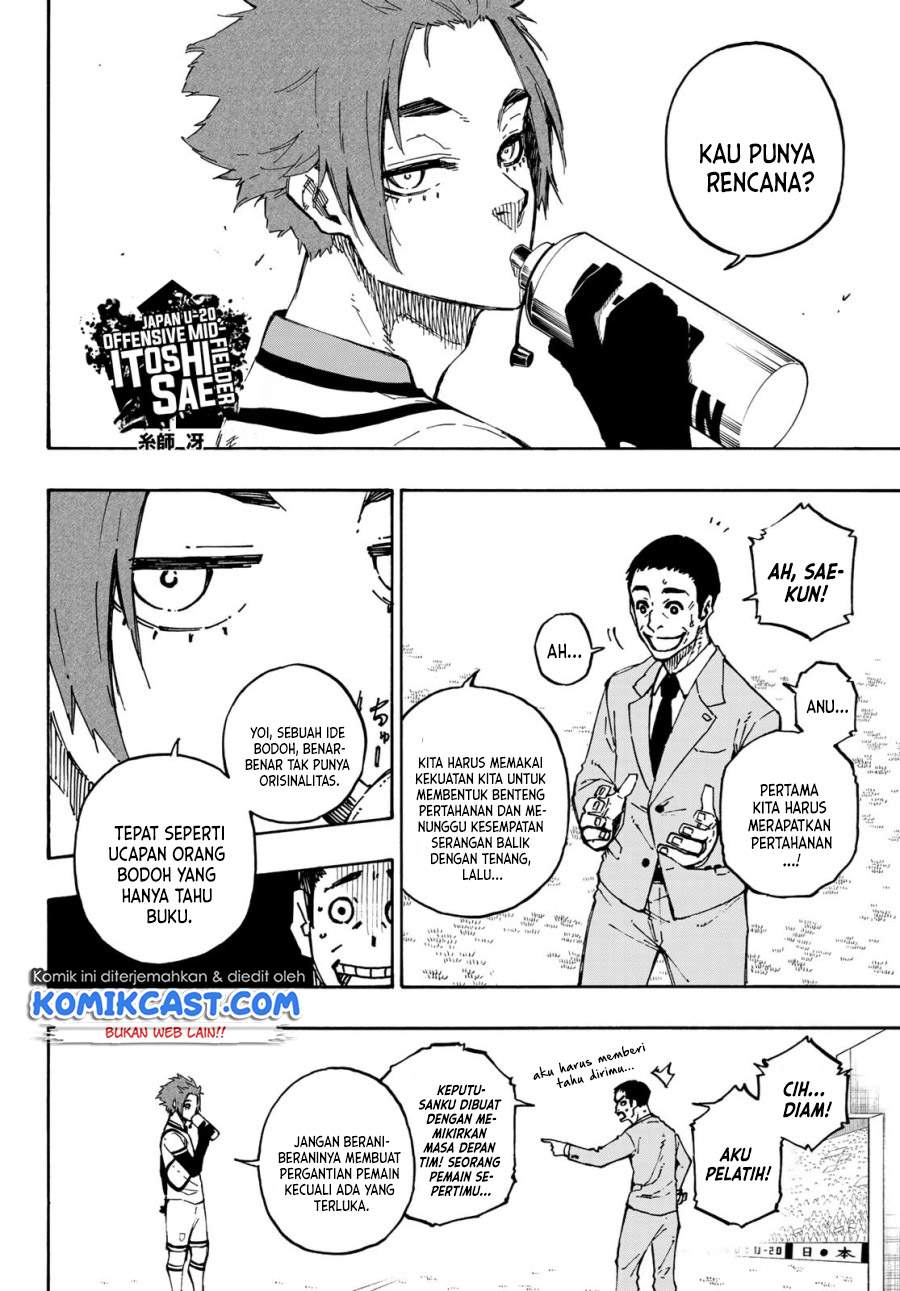 KAU PUNYA
RENCANA?
JAPAN U-20
OFFENSIVE MID-
FIELDER
ITOSHI
SAE
糸師 冴
N
AH, SAE-
KUN!
AH...
ANU...
PERTAMA
KITA HARUS
MERAPATKAN
PERTAHANAN
...!
KITA HARUS MEMAKAI
KEKUATAN KITA UNTUK
MEMBENTUK BENTENG
PERTAHANAN DAN ME-
NUNGGU KESEMPATAN
SERANGAN BALIK
DENGAN TENANG,
LALU...
ちゅー
YOI, SEBUAH IDE
BODOH, BENAR-
BENAR TAK PUNYA
ORISINALITAS.
TEPAT SEPERTI
UCAPAN ORANG
BODOH YANG
HANYA TAHU
BUKU.
Komik ini diterjemahkan & diedit oleh
KOMIKCAST.COM
BUKAN WEB LAIN!!
CIH...
DIAM!
AKU
PELATIH!
aku harus memberi
tahu dirimu...
KEPUTU-
SANKU DIBUAT
DENGAN ME-
MIKIRKAN
MASA DEPAN
TIM! SEORANG
PEMAIN SE-
PERTIMU...
JANGAN BERANI-
BERANINYA MEMBUAT
PERGANTIAN PEMAIN
KECUALI ADA YANG
TERLUKA.
U-20 日●本